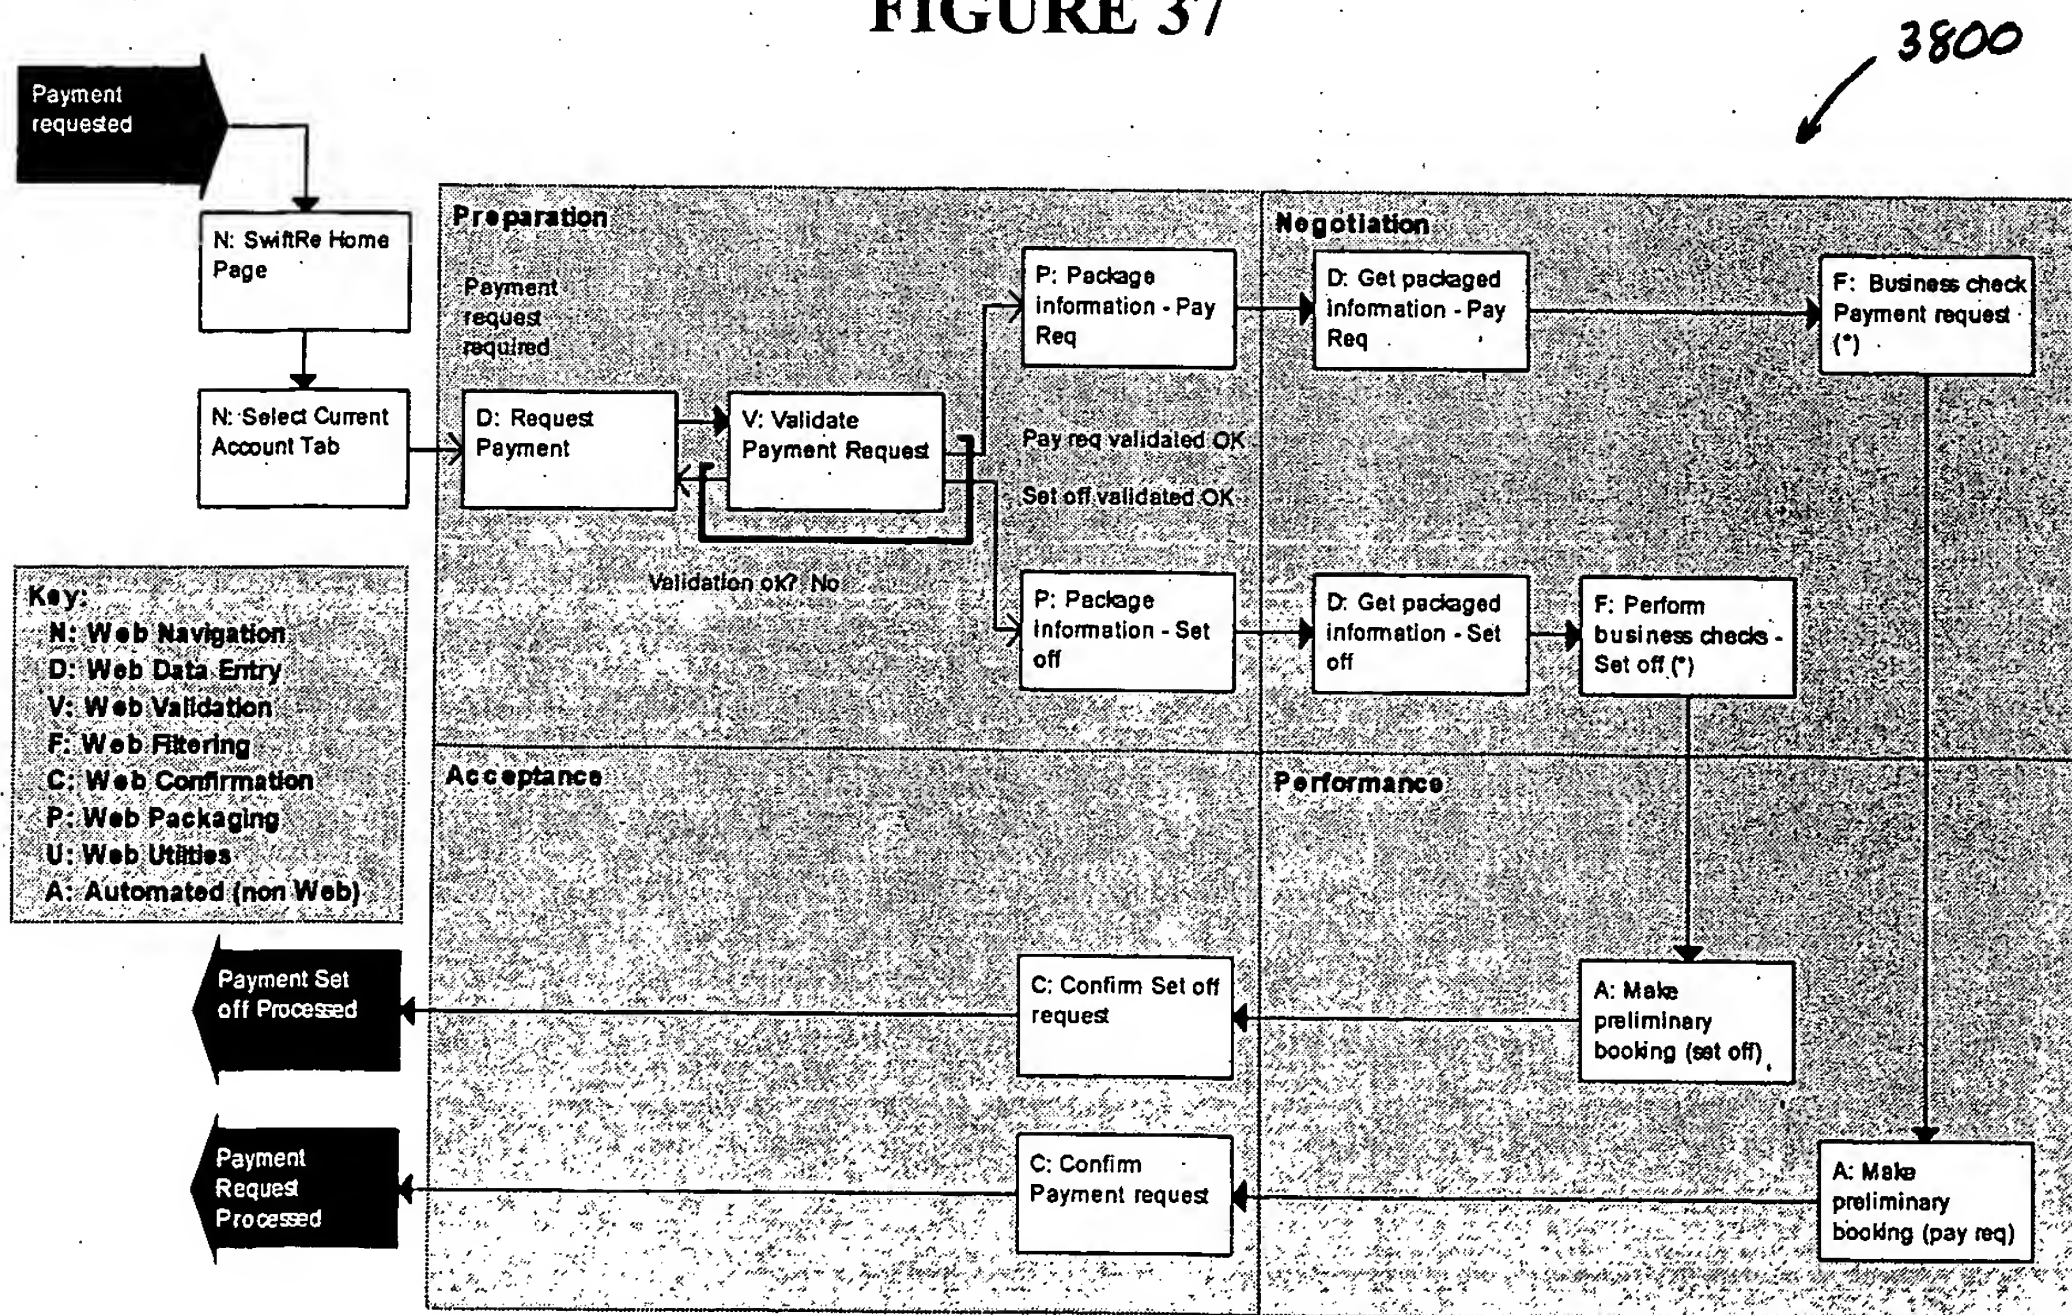 FIGURE 37
3800
Payment
requested
N: SwiftRe Home
Page
N: Select Current
Account Tab
Preparation
Payment
request
required
D: Request
Payment
V: Validate
Payment Request
Validation ok? No
P: Package
information - Pay
Req
Pay req validated OK
Set off validated OK
P: Package
information - Set
off
Negotiation
D: Get packaged
information - Pay
Req
F: Business check
Payment request
(*)
D: Get packaged
information - Set
off
F: Perform
business checks -
Set off (*)
Key:
N: Web Navigation
D: Web Data Entry
V: Web Validation
F: Web Filtering
C: Web Confirmation
P: Web Packaging
U: Web Utilties
A: Automated (non Web)
Acceptance
Performance
Payment Set
off Processed
C: Confirm Set off
request
A: Make
preliminary
booking (set off)
Payment
Request
Processed
C: Confirm
Payment request
A: Make
preliminary
booking (pay req)